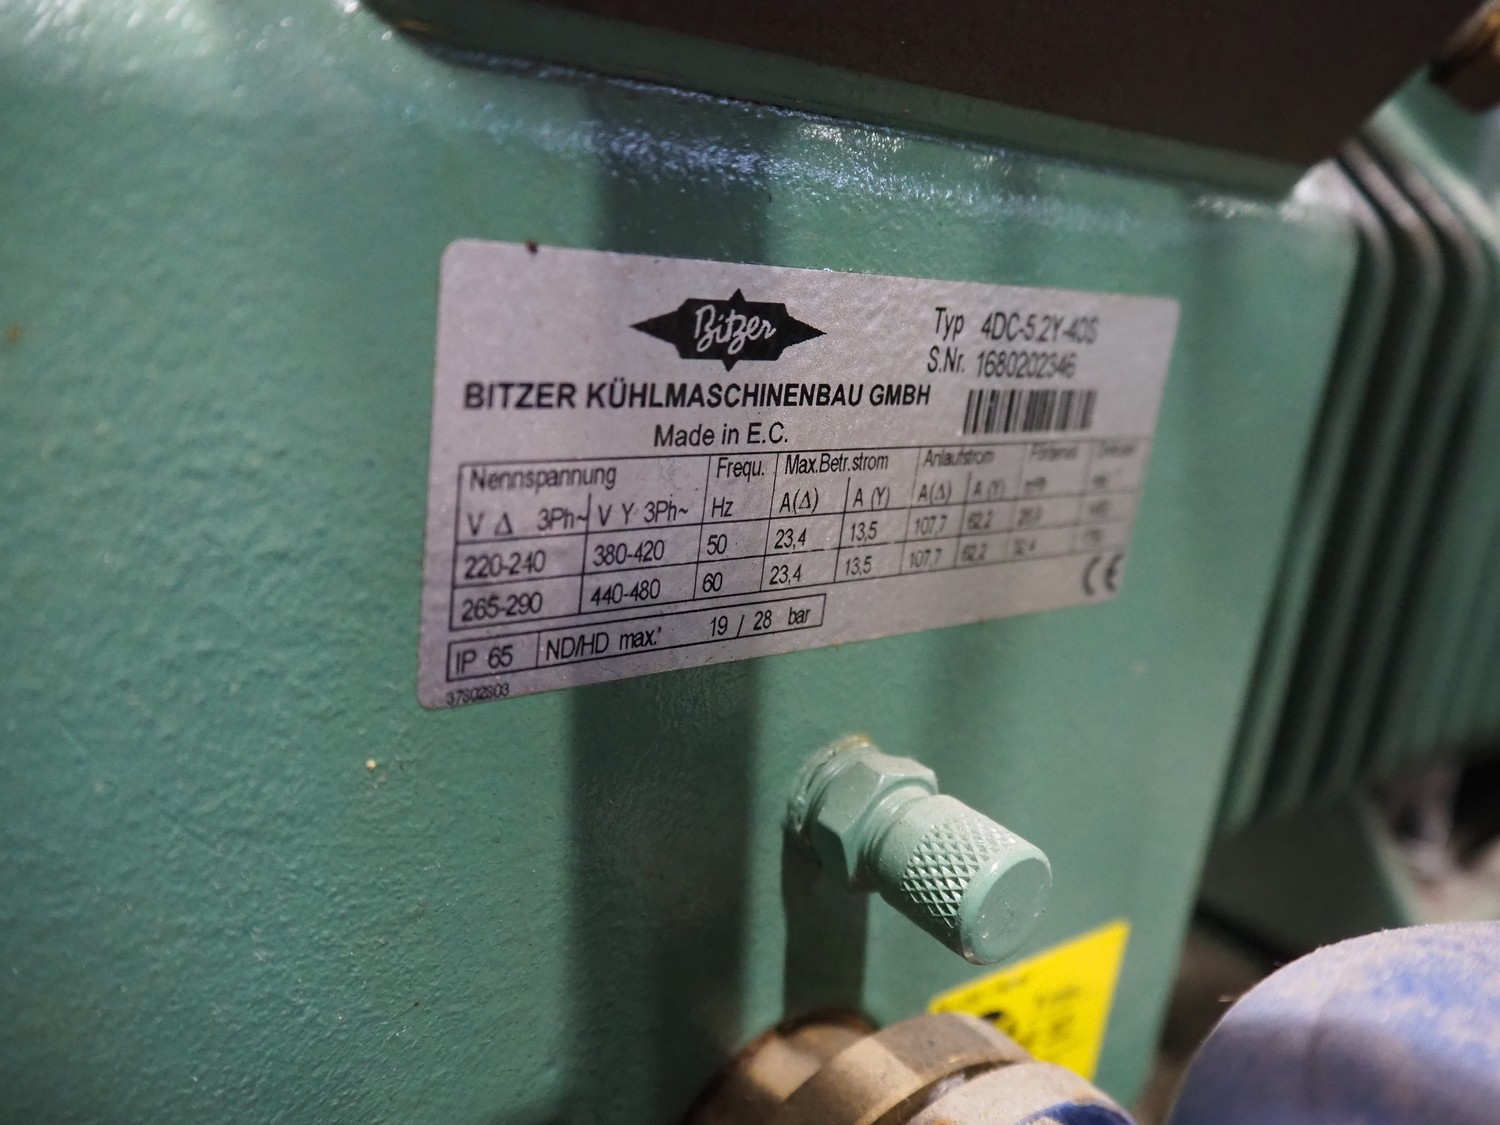 Bitzer
BITZER KÜHLMASCHINENBAU GMBH
Made in E.C.
Typ 4DC-5.2Y-40S
S.Nr. 1680202346
Nennspannung Frequ. Max.Betr.strom Anlaufstrom
V Δ 3Ph~ V Y 3Ph~ Hz A(Δ) A (Y) A(Δ) A (Y)
220-240 380-420 50 23,4 13,5 107,7 62,2
265-290 440-480 60 23,4 13,5 107,7 62,2
CE
IP 65 ND/HD max. 19 / 28 bar
37802803